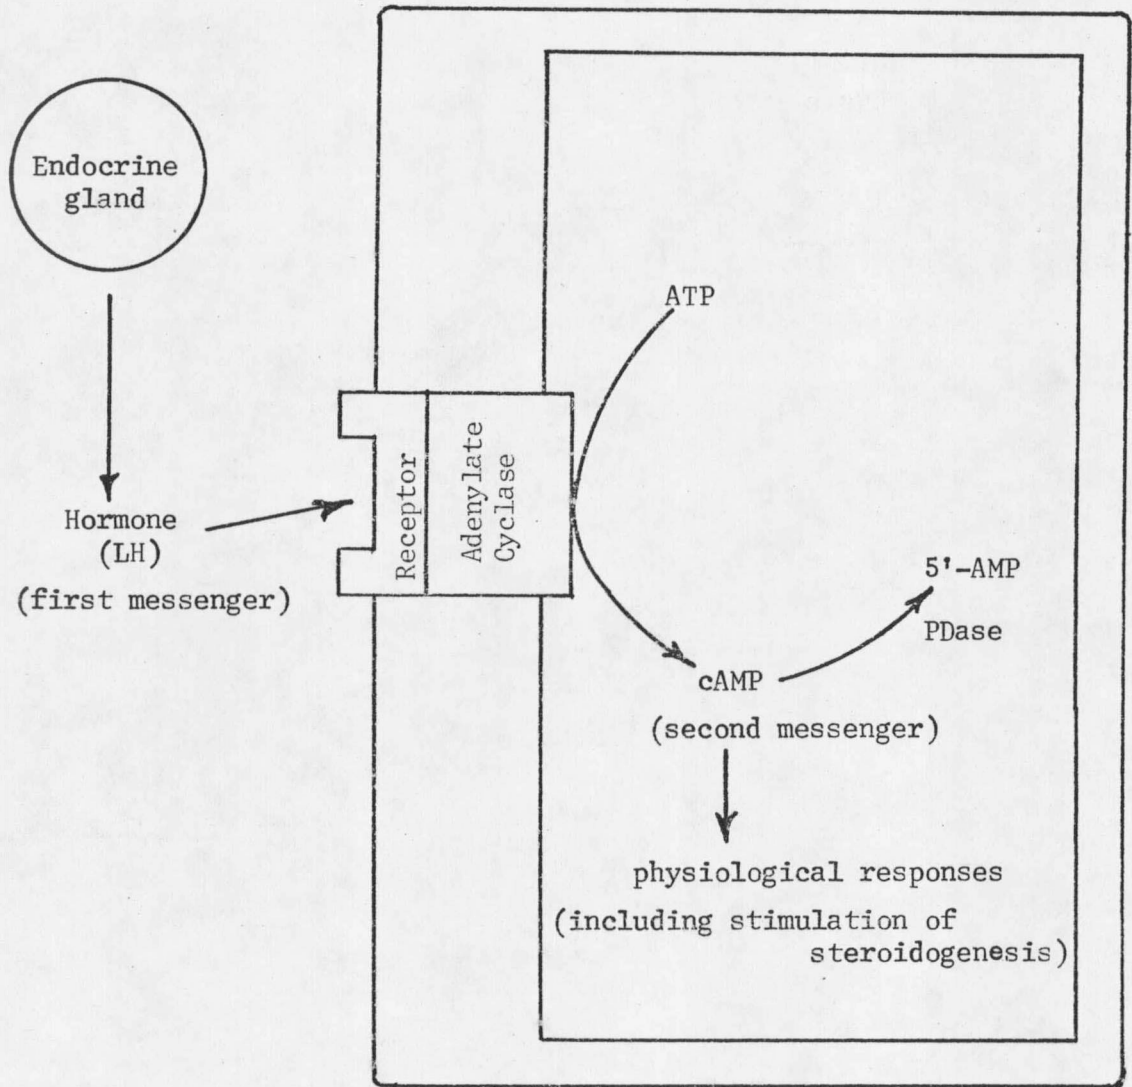 Endocrine
gland
Hormone
(LH)
(first messenger)
Receptor
Adenylate
Cyclase
ATP
cAMP
(second messenger)
5'-AMP
PDase
physiological responses
(including stimulation of
steroidogenesis)